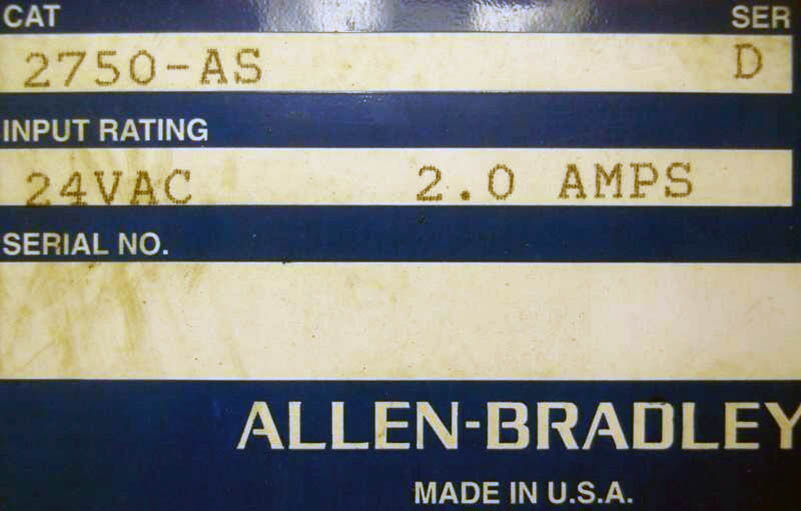 CAT SER
2750-AS D
INPUT RATING
24VAC 2.0 AMPS
SERIAL NO.
ALLEN-BRADLEY
MADE IN U.S.A.